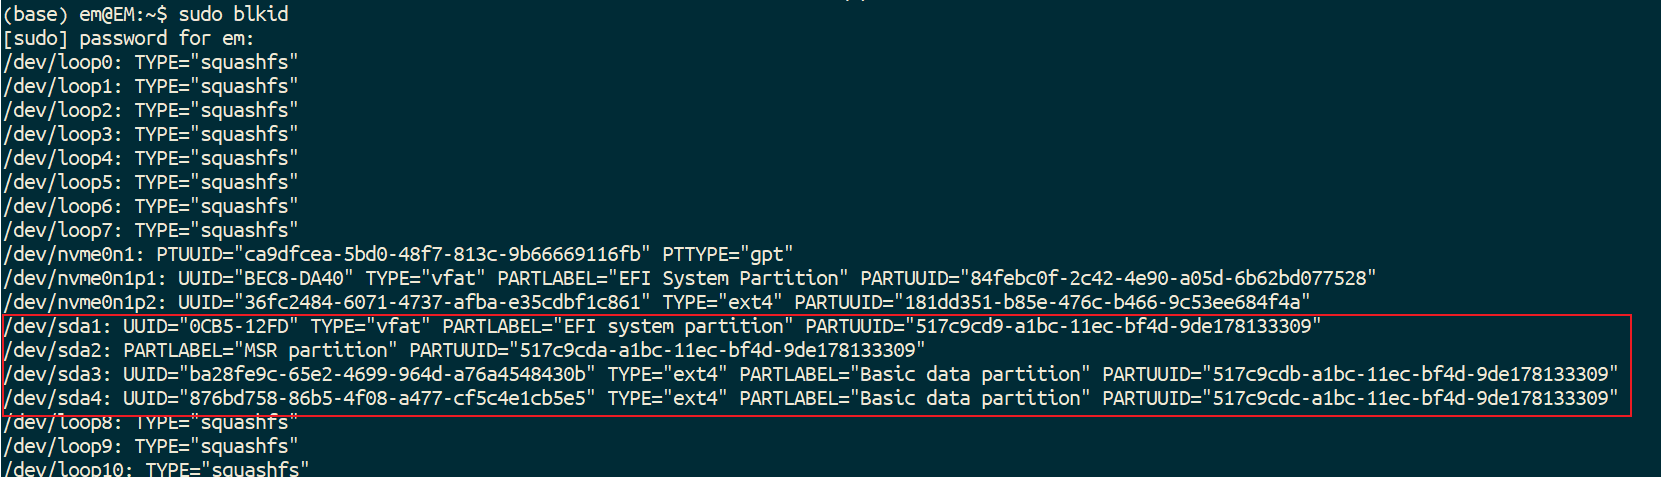 (base) em@EM:~$ sudo blkid
[sudo] password for em:
/dev/loop0: TYPE="squashfs"
/dev/loop1: TYPE="squashfs"
/dev/loop2: TYPE="squashfs"
/dev/loop3: TYPE="squashfs"
/dev/loop4: TYPE="squashfs"
/dev/loop5: TYPE="squashfs"
/dev/loop6: TYPE="squashfs"
/dev/loop7: TYPE="squashfs"
/dev/nvme0n1: PTUUID="ca9dfcea-5bd0-48f7-813c-9b66669116fb" PTTYPE="gpt"
/dev/nvme0n1p1: UUID="BEC8-DA40" TYPE="vfat" PARTLABEL="EFI System Partition" PARTUUID="84febc0f-2c42-4e90-a05d-6b62bd077528"
/dev/nvme0n1p2: UUID="36fc2484-6071-4737-afba-e35cdbf1c861" TYPE="ext4" PARTUUID="181dd351-b85e-476c-b466-9c53ee684f4a"
/dev/sda1: UUID="0CB5-12FD" TYPE="vfat" PARTLABEL="EFI system partition" PARTUUID="517c9cd9-a1bc-11ec-bf4d-9de178133309"
/dev/sda2: PARTLABEL="MSR partition" PARTUUID="517c9cda-a1bc-11ec-bf4d-9de178133309"
/dev/sda3: UUID="ba28fe9c-65e2-4699-964d-a76a4548430b" TYPE="ext4" PARTLABEL="Basic data partition" PARTUUID="517c9cdb-a1bc-11ec-bf4d-9de178133309"
/dev/sda4: UUID="876bd758-86b5-4f08-a477-cf5c4e1cb5e5" TYPE="ext4" PARTLABEL="Basic data partition" PARTUUID="517c9cdc-a1bc-11ec-bf4d-9de178133309"
/dev/loop8: TYPE="squashfs"
/dev/loop9: TYPE="squashfs"
/dev/loop10: TYPE="squashfs"